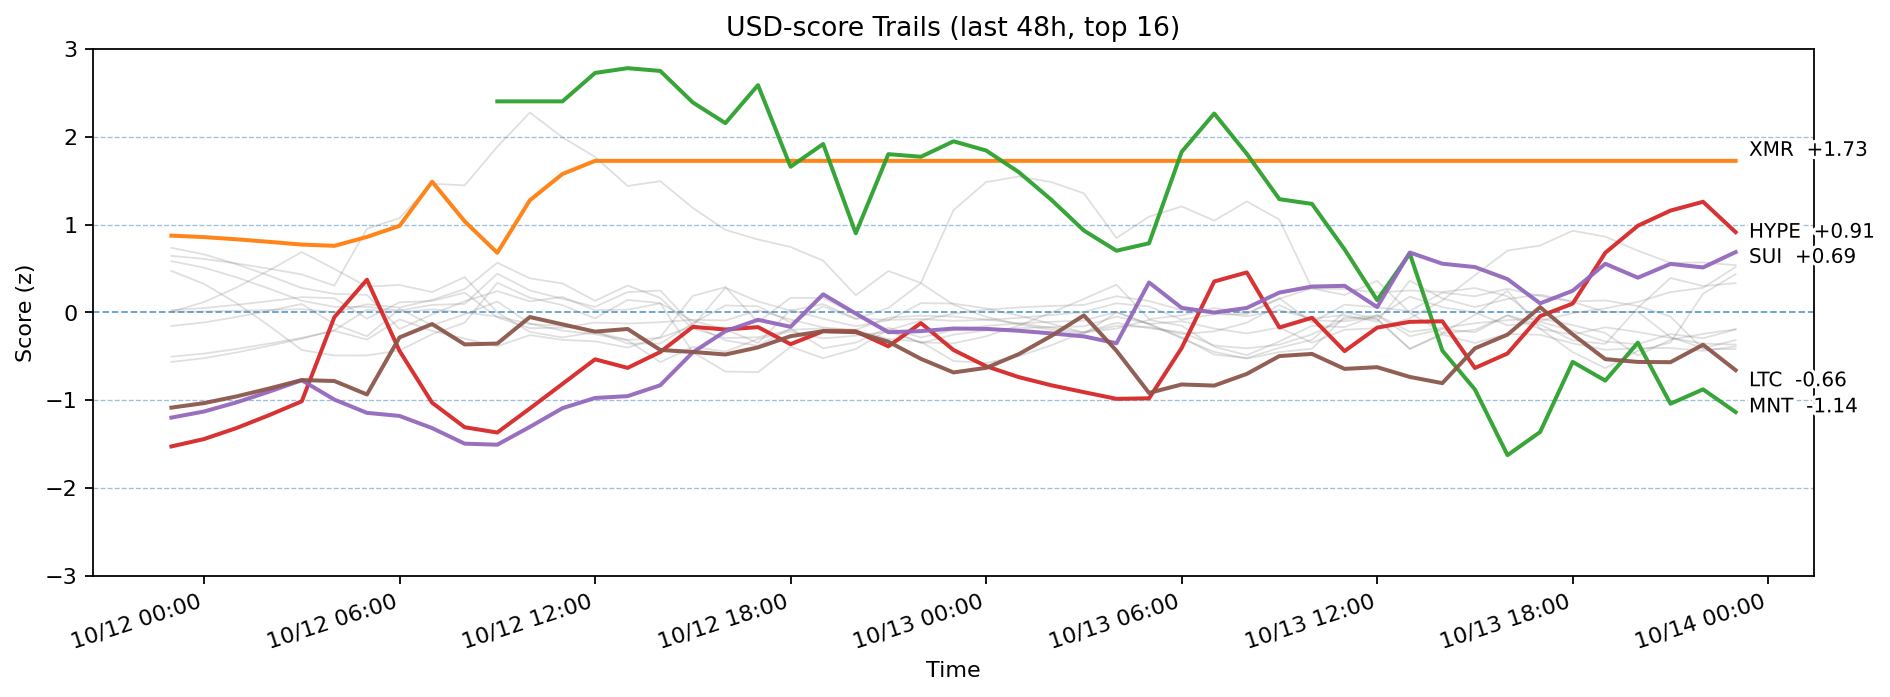 USD-score Trails (last 48h, top 16)
Score (z)
3
2
1
0
−1
−2
−3
XMR +1.73
HYPE +0.91
SUI +0.69
LTC -0.66
MNT -1.14
10/12 00:00
10/12 06:00
10/12 12:00
10/12 18:00
10/13 00:00
10/13 06:00
10/13 12:00
10/13 18:00
10/14 00:00
Time